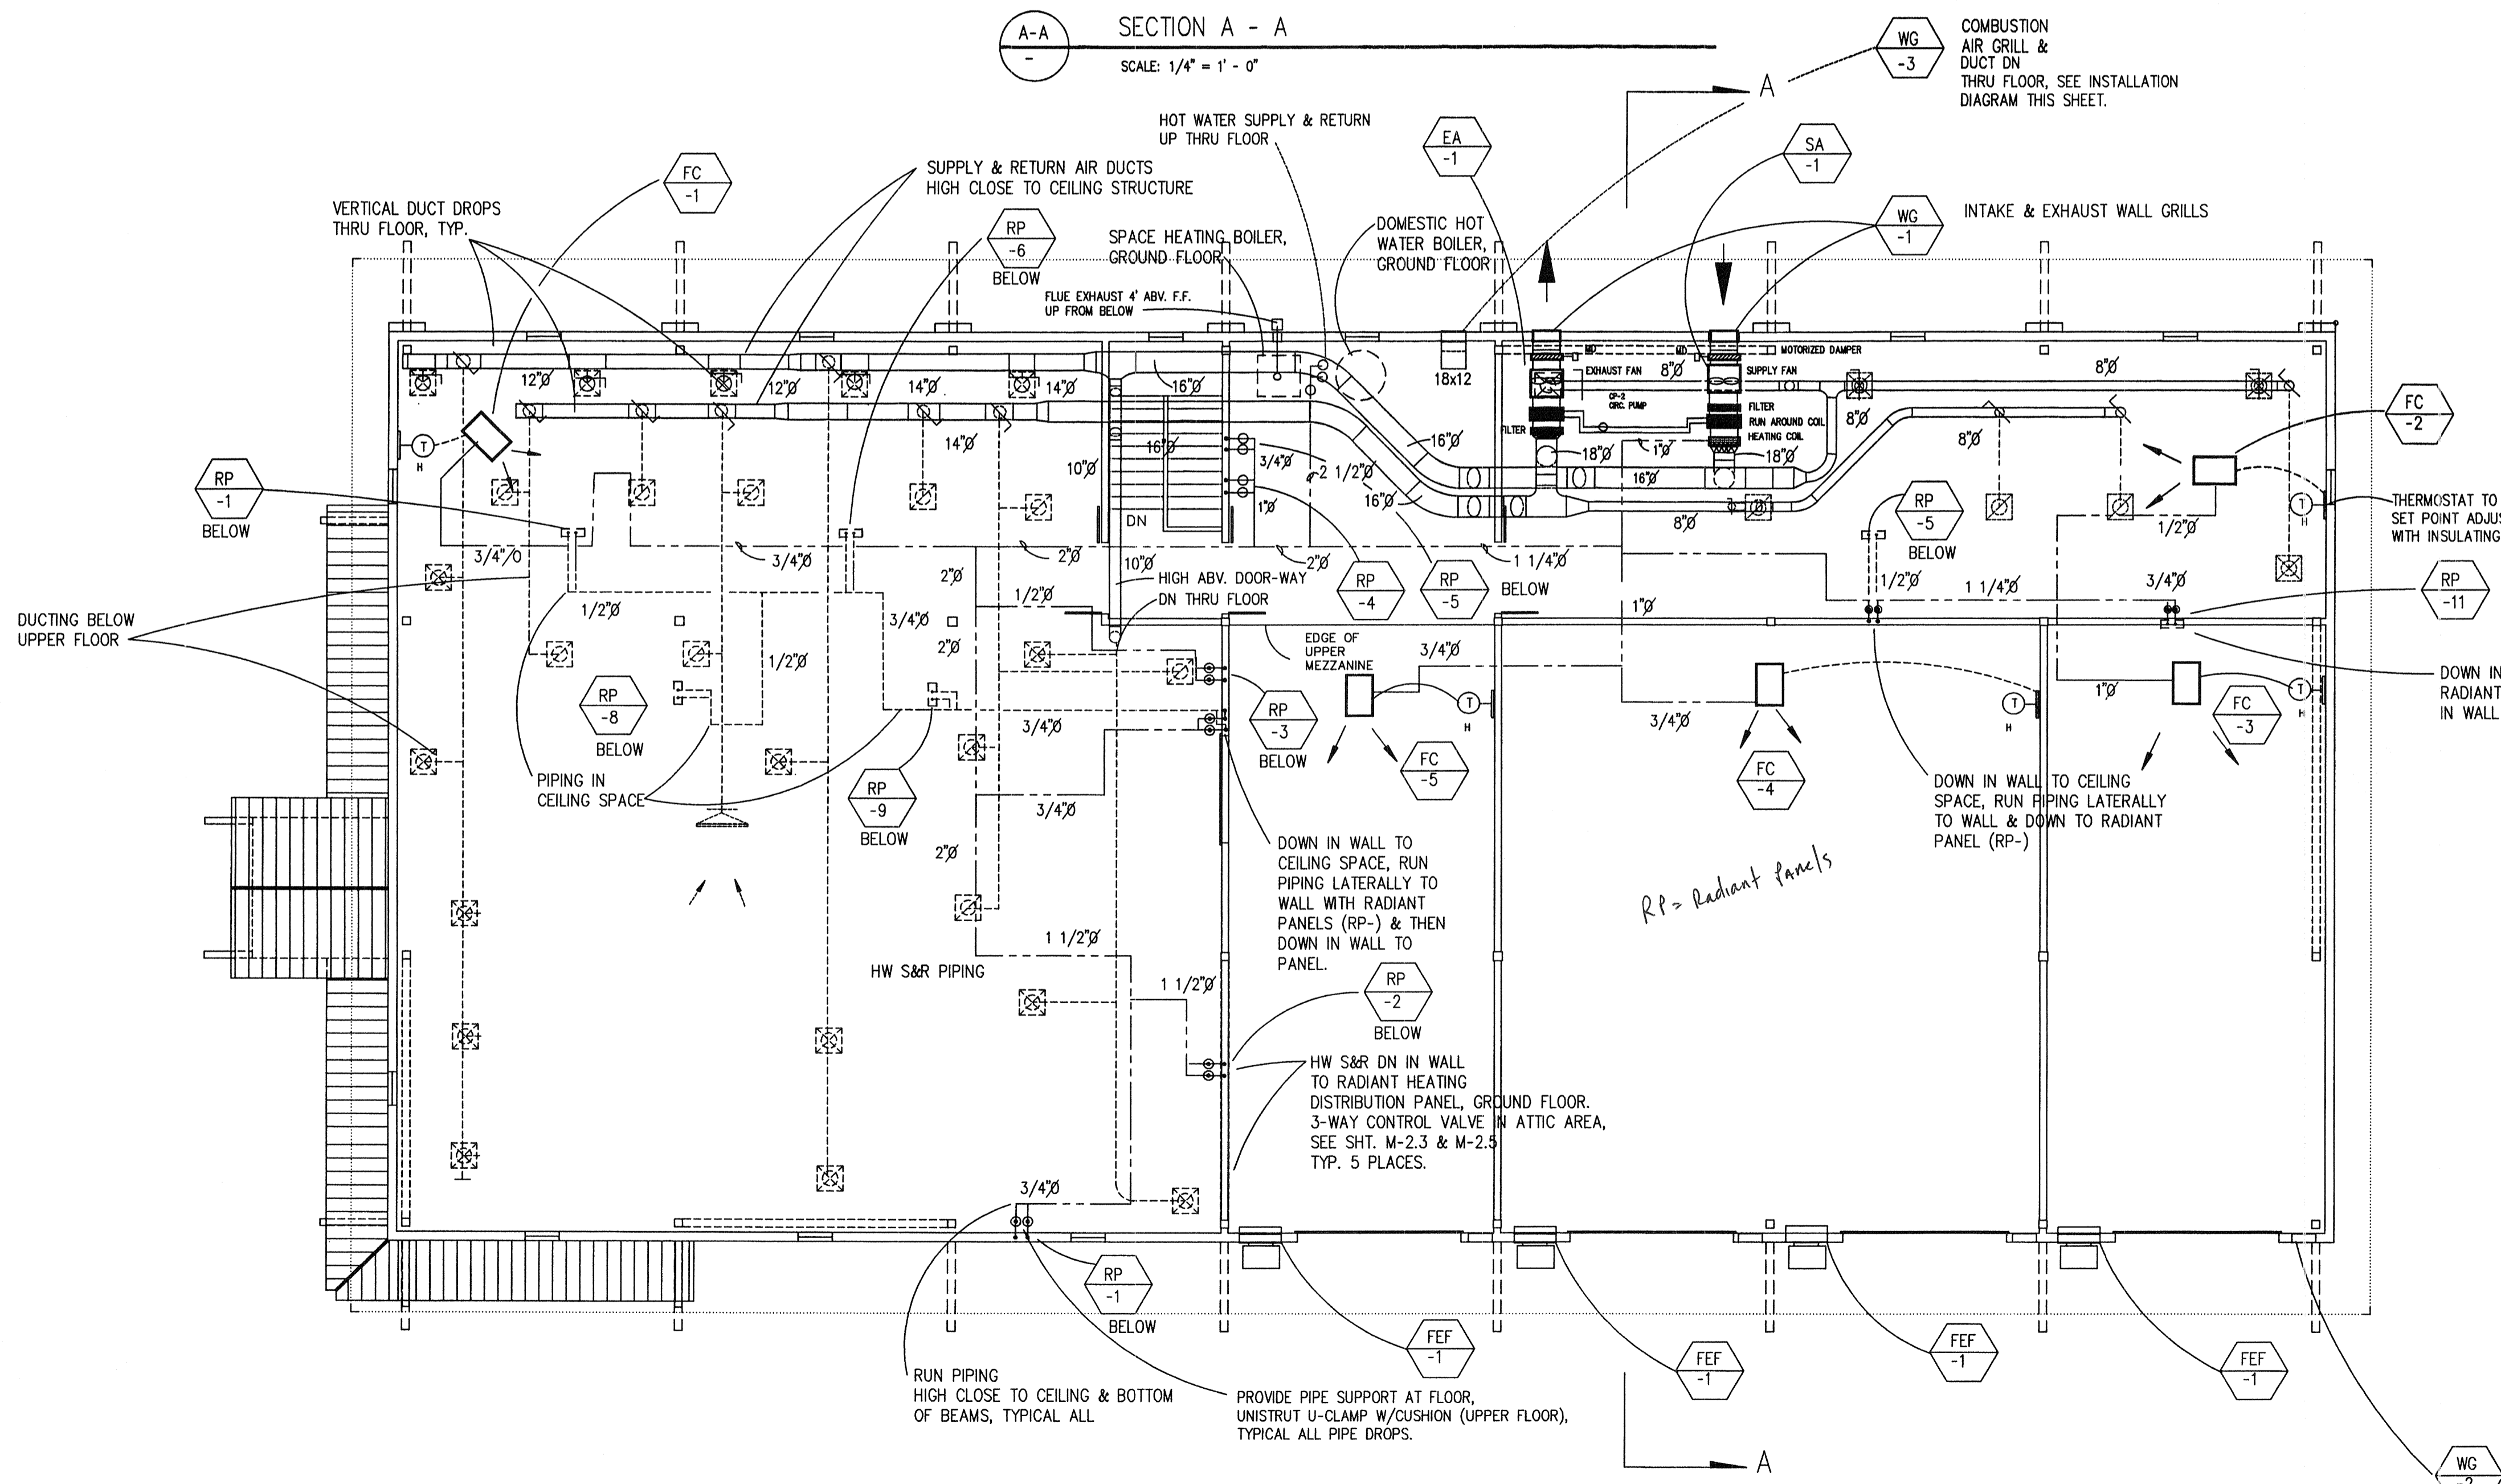 A-A
-
SECTION A - A
SCALE: 1/4" = 1' - 0"
WG
-3
COMBUSTION
AIR GRILL &
DUCT DN
THRU FLOOR, SEE INSTALLATION
DIAGRAM THIS SHEET.
A
HOT WATER SUPPLY & RETURN
UP THRU FLOOR
EA
-1
SA
-1
FC
-1
SUPPLY & RETURN AIR DUCTS
HIGH CLOSE TO CEILING STRUCTURE
VERTICAL DUCT DROPS
THRU FLOOR, TYP.
RP
-6
BELOW
SPACE HEATING BOILER,
GROUND FLOOR
DOMESTIC HOT
WATER BOILER,
GROUND FLOOR
WG
-1
INTAKE & EXHAUST WALL GRILLS
FLUE EXHAUST 4' ABV. F.F.
UP FROM BELOW
MD
MD
MOTORIZED DAMPER
EXHAUST FAN
8"Ø
SUPPLY FAN
8"Ø
18x12
12"Ø
12"Ø
14"Ø
14"Ø
16"Ø
CP-2
CIRC. PUMP
FILTER
RUN AROUND COIL
HEATING COIL
FILTER
8"Ø
8"Ø
FC
-2
14"Ø
16"Ø
16"Ø
18"Ø
1"Ø
18"Ø
T
H
10"Ø
3/4"Ø
2 1/2"Ø
16"Ø
16"Ø
1"Ø
8"Ø
RP
-1
BELOW
DN
RP
-5
BELOW
1/2"Ø
T
H
THERMOSTAT TO
SET POINT ADJUS
WITH INSULATING
3/4"Ø
3/4"Ø
2"Ø
10"Ø
2"Ø
1 1/4"Ø
2"Ø
HIGH ABV. DOOR-WAY
DN THRU FLOOR
RP
-4
RP
-5
BELOW
1/2"Ø
1 1/4"Ø
3/4"Ø
RP
-11
1/2"Ø
1/2"Ø
3/4"Ø
1"Ø
DUCTING BELOW
UPPER FLOOR
2"Ø
EDGE OF
UPPER
MEZZANINE
3/4"Ø
1/2"Ø
DOWN IN
RADIANT
IN WALL
RP
-8
BELOW
3/4"Ø
RP
-3
BELOW
T
H
3/4"Ø
T
H
1"Ø
FC
-3
T
H
PIPING IN
CEILING SPACE
RP
-9
BELOW
3/4"Ø
FC
-5
FC
-4
DOWN IN WALL TO CEILING
SPACE, RUN PIPING LATERALLY
TO WALL & DOWN TO RADIANT
PANEL (RP-)
2"Ø
DOWN IN WALL TO
CEILING SPACE, RUN
PIPING LATERALLY TO
WALL WITH RADIANT
PANELS (RP-) & THEN
DOWN IN WALL TO
PANEL.
RP = Radiant Panels
1 1/2"Ø
HW S&R PIPING
1 1/2"Ø
RP
-2
BELOW
HW S&R DN IN WALL
TO RADIANT HEATING
DISTRIBUTION PANEL, GROUND FLOOR.
3-WAY CONTROL VALVE IN ATTIC AREA,
SEE SHT. M-2.3 & M-2.5
TYP. 5 PLACES.
3/4"Ø
RP
-1
BELOW
FEF
-1
FEF
-1
FEF
-1
FEF
-1
RUN PIPING
HIGH CLOSE TO CEILING & BOTTOM
OF BEAMS, TYPICAL ALL
PROVIDE PIPE SUPPORT AT FLOOR,
UNISTRUT U-CLAMP W/CUSHION (UPPER FLOOR),
TYPICAL ALL PIPE DROPS.
A
WG
-2